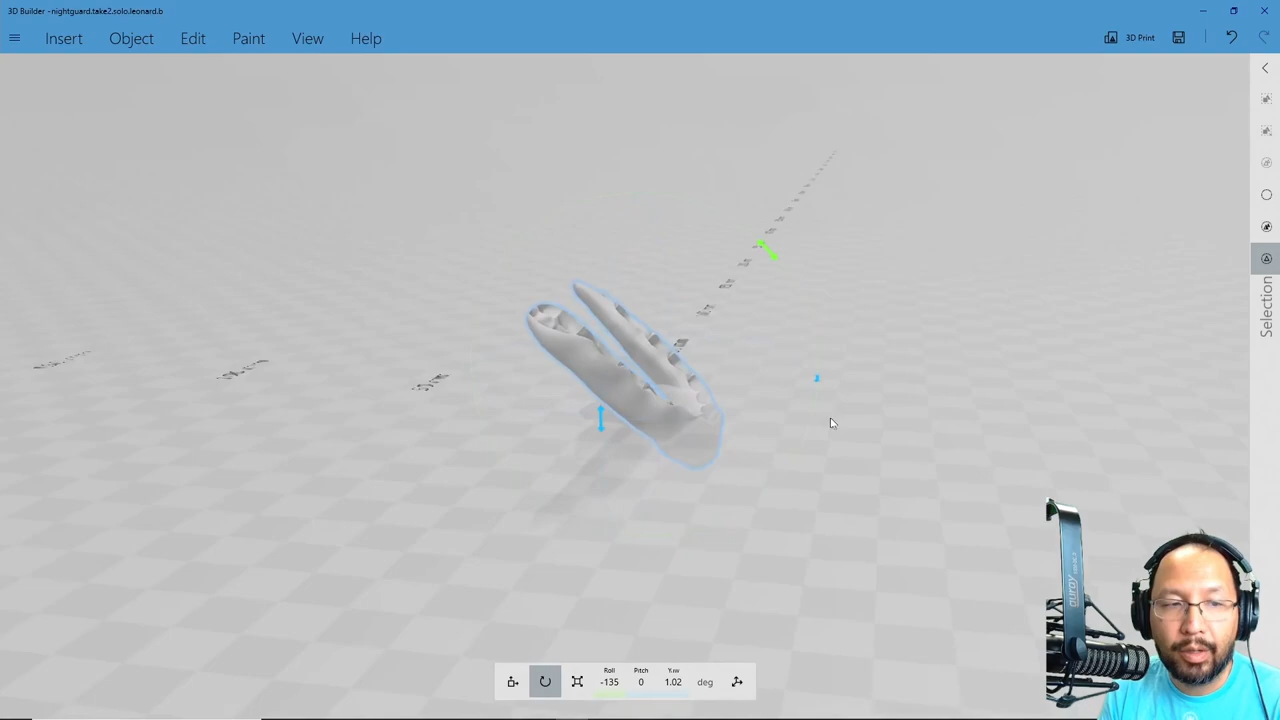 3D Builder -nightguard.take2.solo.leonard.b
Insert Object Edit Paint View Help
3D Print
Selection
Roll Pitch Yaw
-135 0 1.02 deg
auray